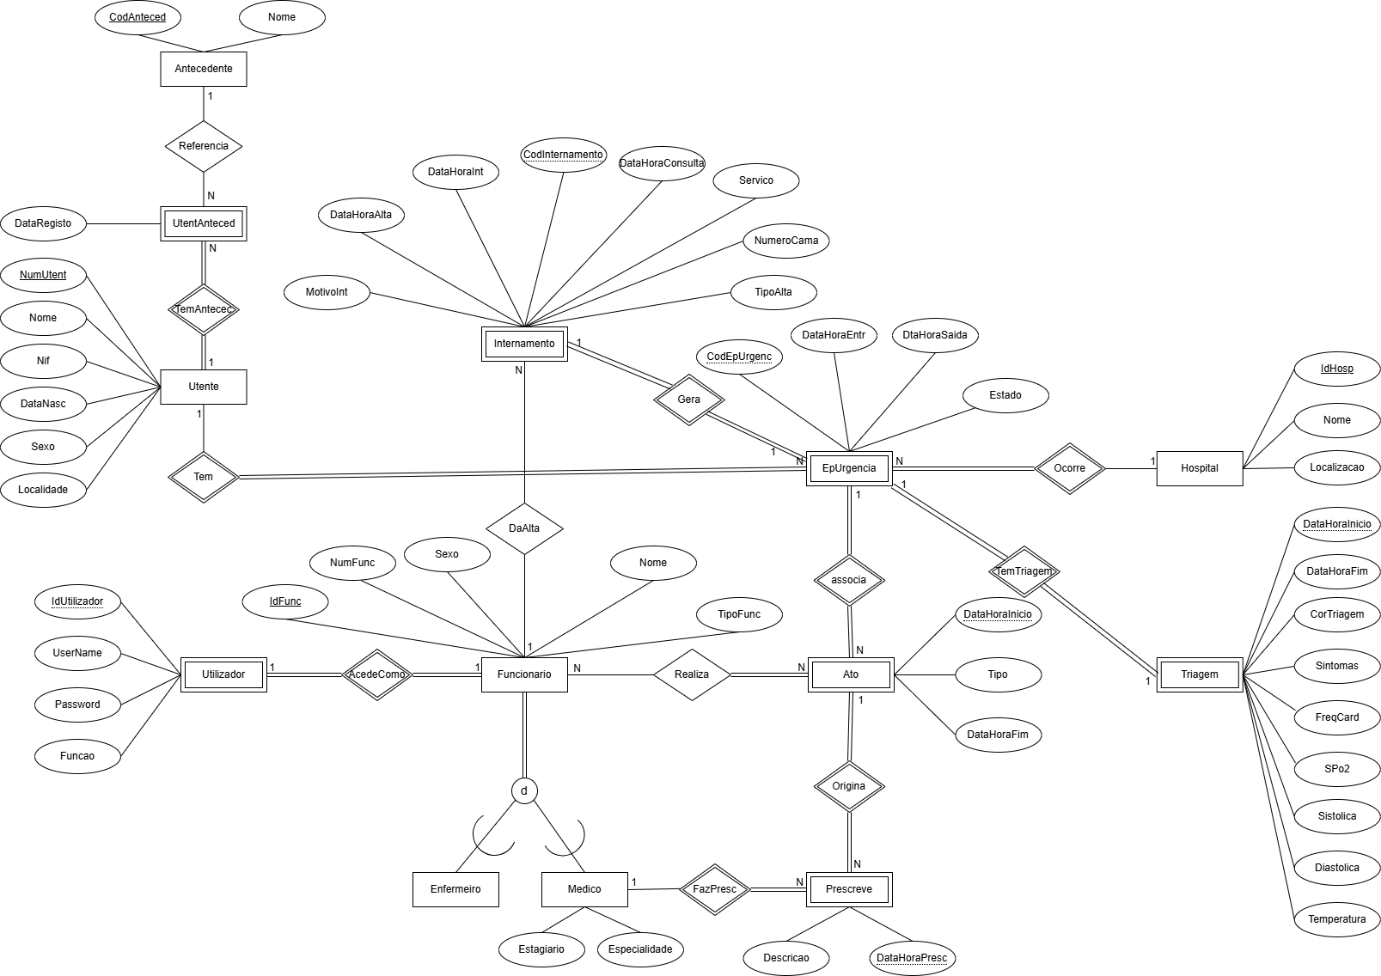 CodAnteced
Nome
Antecedente
1
Referencia
N
DataRegisto
UtentAnteced
N
NumUtent
TemAntecec
Nome
Nif
1
Utente
DataNasc
1
Sexo
Localidade
Tem
CodInternamento
DataHoraConsulta
DataHoraInt
Servico
DataHoraAlta
NumeroCama
MotivoInt
TipoAlta
Internamento
1
N
Gera
DataHoraEntr
DtaHoraSaida
CodEpUrgenc
Estado
1
N
EpUrgencia
N
1
1
Ocorre
1
Hospital
IdHosp
Nome
Localizacao
DaAlta
associa
TemTriagem
DataHoraInicio
DataHoraFim
CorTriagem
Sintomas
FreqCard
SPo2
Sistolica
Diastolica
Temperatura
1
Triagem
Sexo
NumFunc
Nome
IdFunc
TipoFunc
IdUtilizador
UserName
Password
Funcao
Utilizador
1
AcedeComo
1
1
Funcionario
N
Realiza
N
N
Ato
1
DataHoraInicio
Tipo
DataHoraFim
d
Origina
Enfermeiro
Medico
1
FazPresc
N
N
Prescreve
Estagiario
Especialidade
Descricao
DataHoraPresc